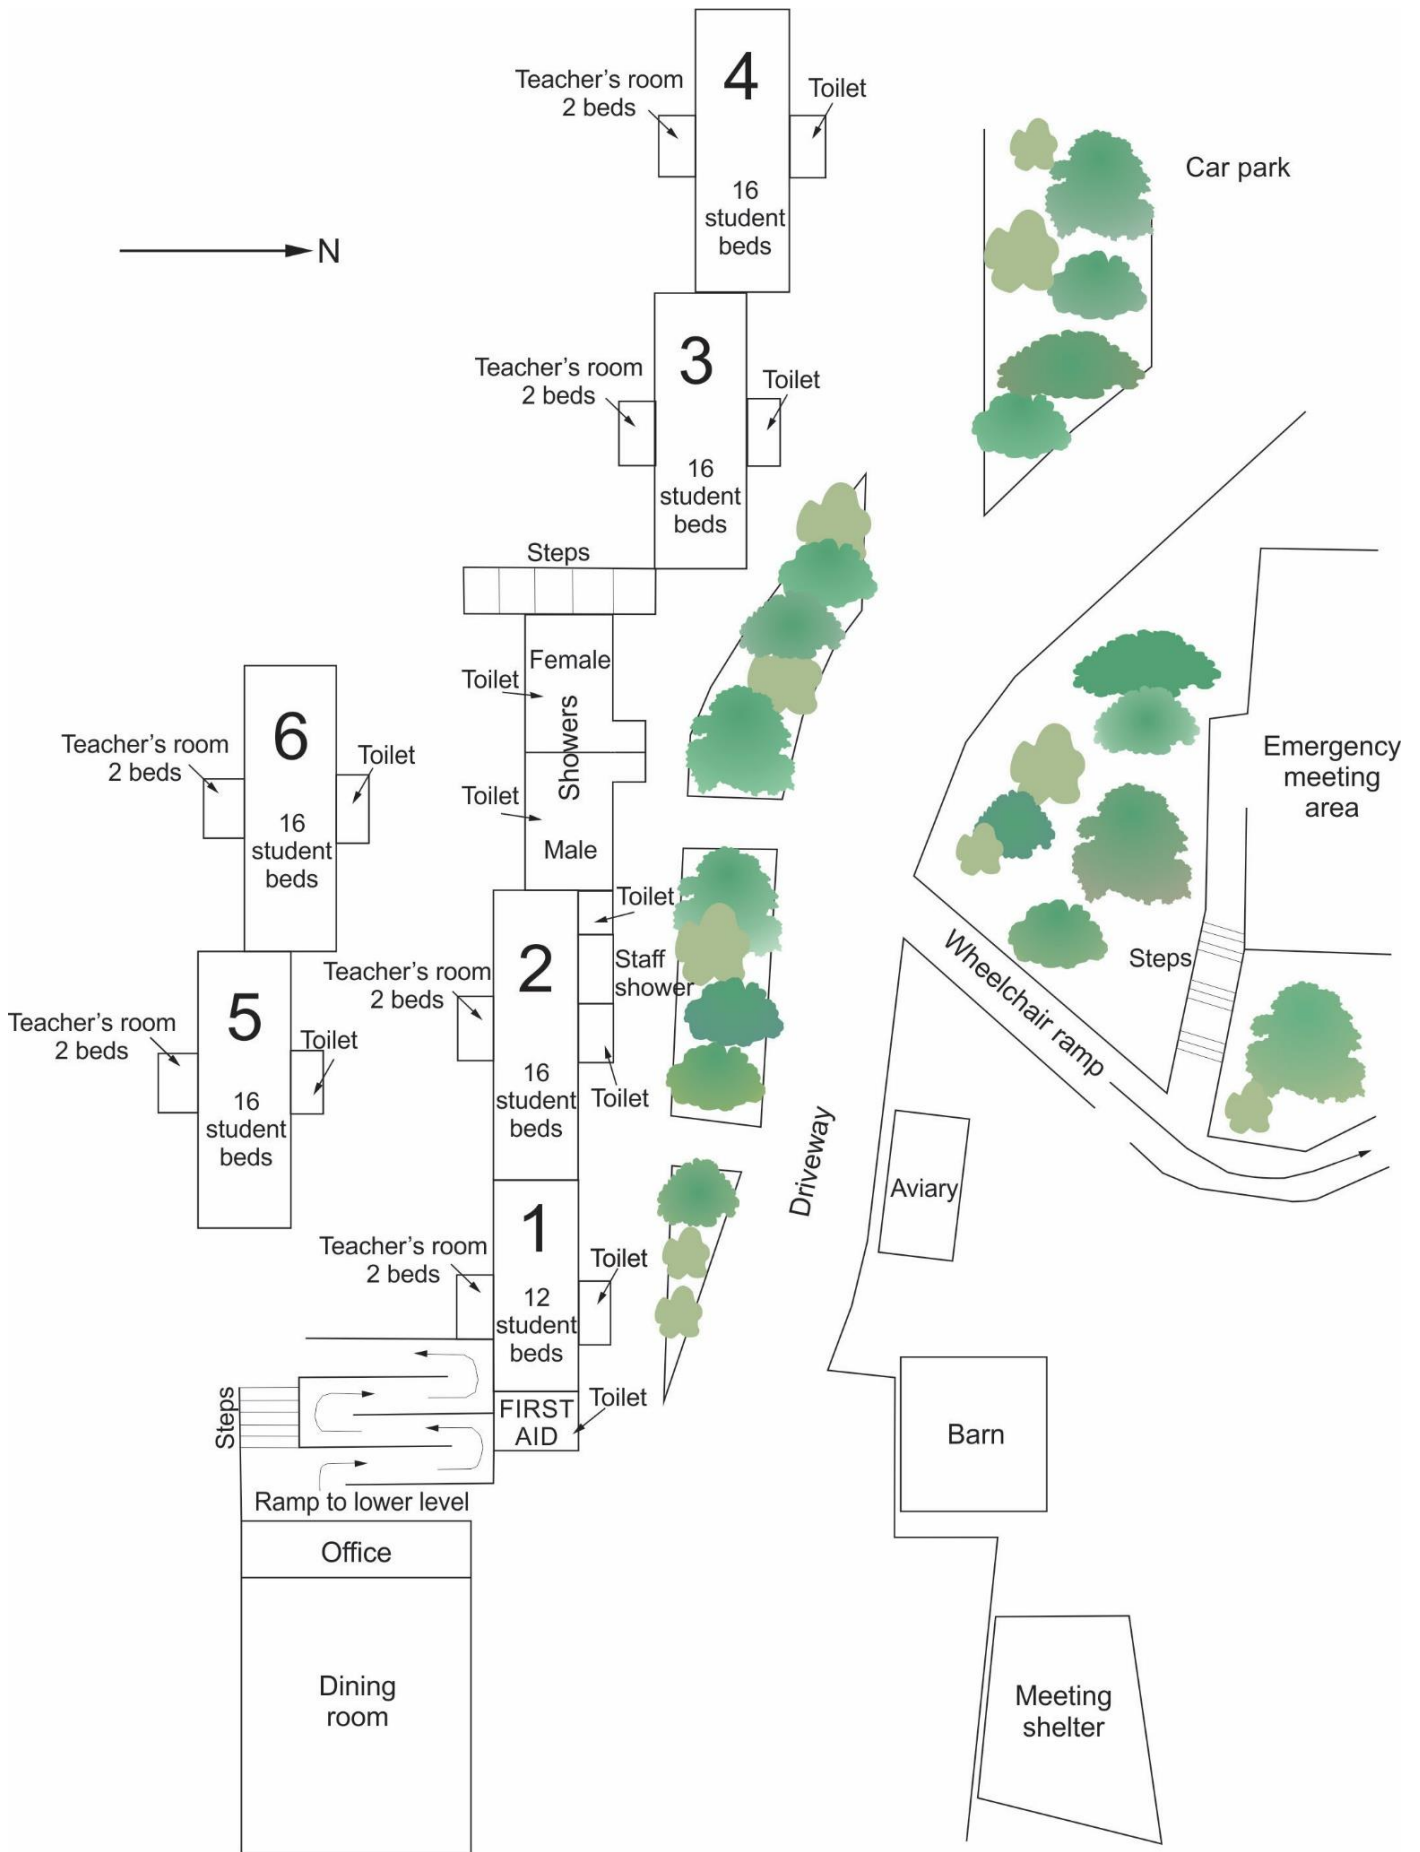 4
Teacher's room
2 beds
Toilet
16
student
beds
Car park
N
3
Teacher's room
2 beds
Toilet
16
student
beds
Steps
Female
Toilet
Showers
Toilet
Male
6
Teacher's room
2 beds
Toilet
16
student
beds
Emergency
meeting
area
Toilet
2
Staff
shower
Teacher's room
2 beds
16
student
beds
Toilet
Steps
Wheelchair ramp
5
Teacher's room
2 beds
Toilet
16
student
beds
Driveway
Aviary
1
Teacher's room
2 beds
Toilet
12
student
beds
FIRST
AID
Toilet
Steps
Ramp to lower level
Barn
Office
Dining
room
Meeting
shelter